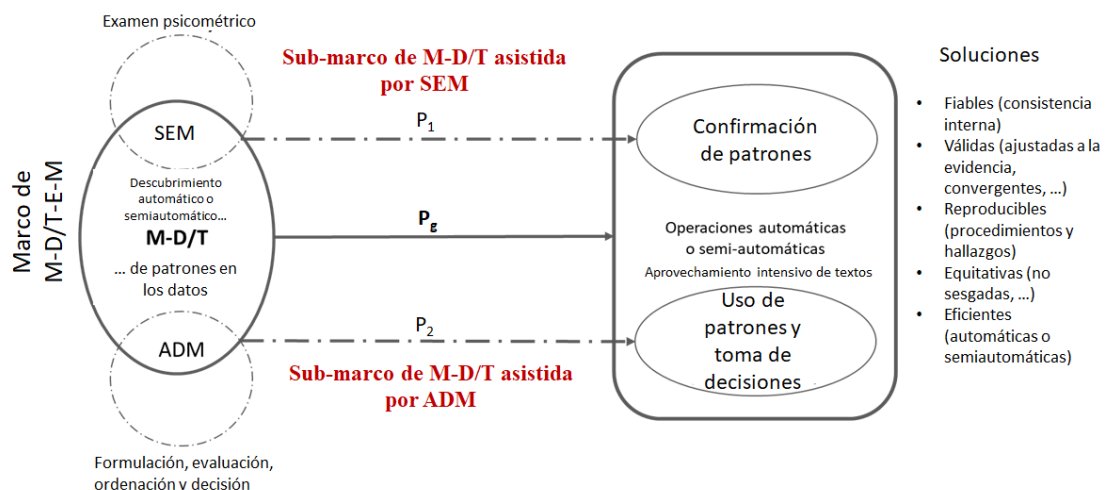 Examen psicométrico
Sub-marco de M-D/T asistida
por SEM
Soluciones
SEM
P1
Confirmación
de patrones
Marco de
M-D/T-E-M
Descubrimiento
automático o
semiautomático...
M-D/T
... de patrones en
los datos
Pg
Operaciones automáticas
o semi-automáticas
Aprovechamiento intensivo de textos
ADM
P2
Uso de
patrones y
toma de
decisiones
Sub-marco de M-D/T asistida
por ADM
Formulación, evaluación,
ordenación y decisión
• Fiables (consistencia
interna)
• Válidas (ajustadas a la
evidencia,
convergentes, ...)
• Reproducibles
(procedimientos y
hallazgos)
• Equitativas (no
sesgadas, ...)
• Eficientes
(automáticas o
semiautomáticas)